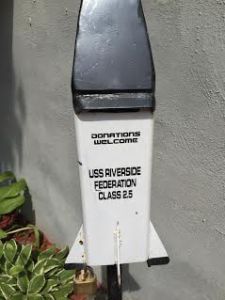 DONATIONS
WELCOME
USS RIVERSIDE
FEDERATION
CLASS 2.5